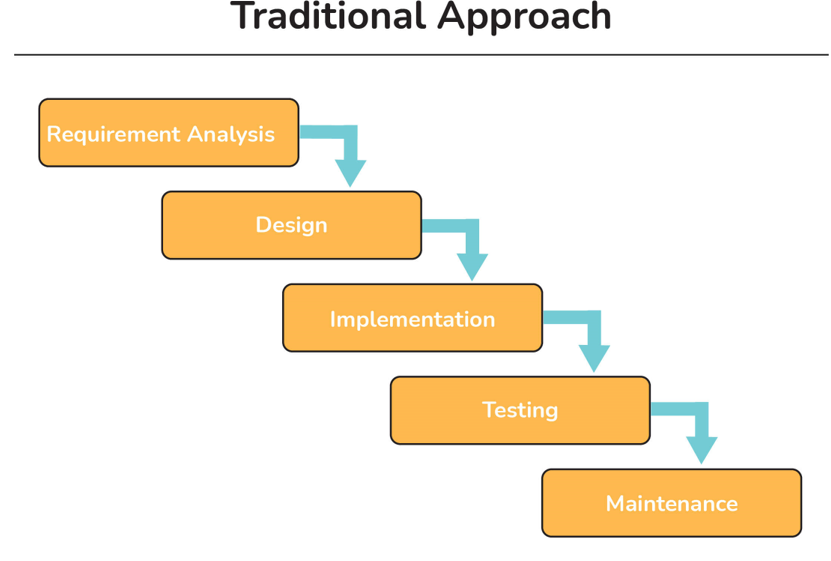 Traditional Approach
Requirement Analysis
Design
Implementation
Testing
Maintenance